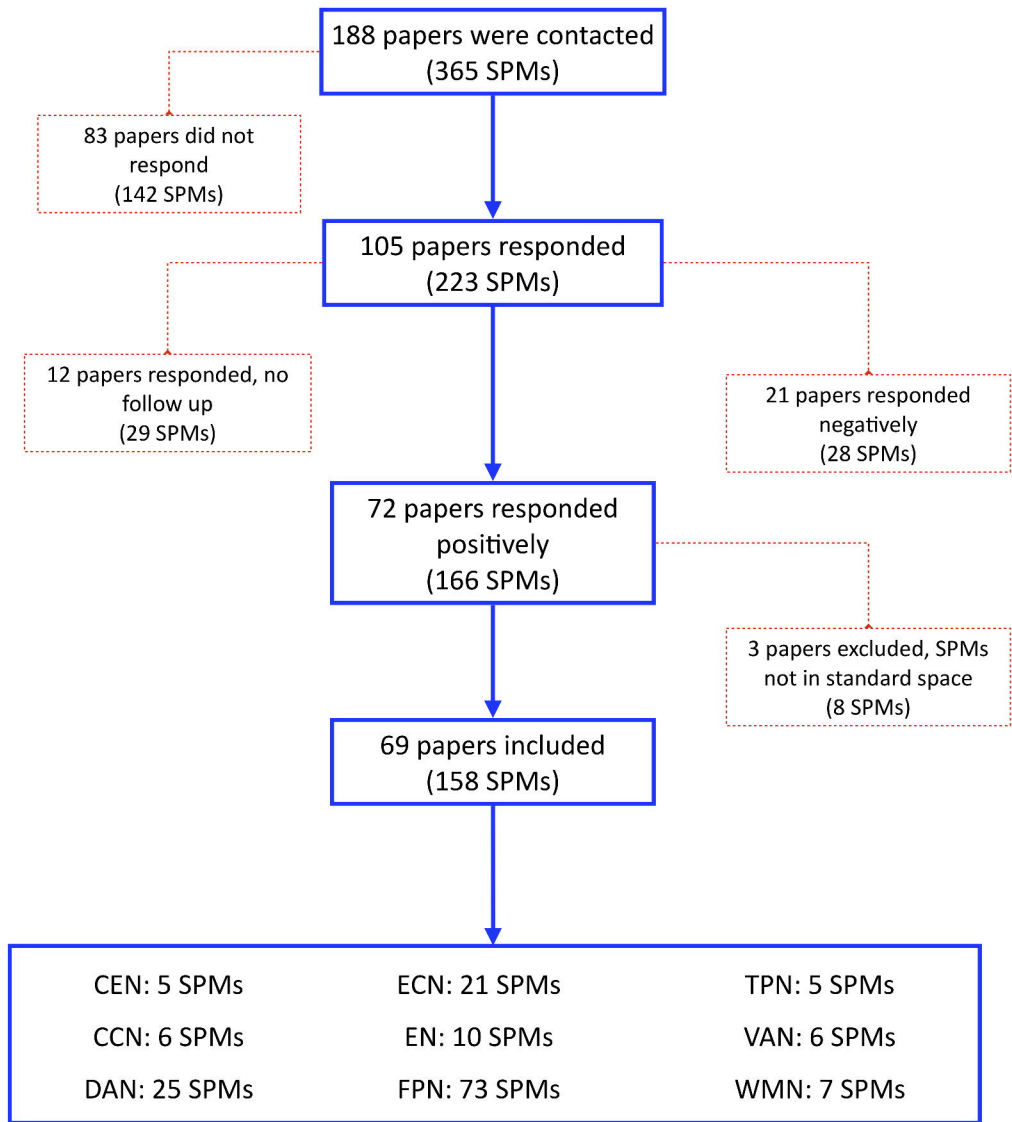 188 papers were contacted
(365 SPMs)
83 papers did not
respond
(142 SPMs)
105 papers responded
(223 SPMs)
12 papers responded, no
follow up
(29 SPMs)
21 papers responded
negatively
(28 SPMs)
72 papers responded
positively
(166 SPMs)
3 papers excluded, SPMs
not in standard space
(8 SPMs)
69 papers included
(158 SPMs)
CEN: 5 SPMs
ECN: 21 SPMs
TPN: 5 SPMs
CCN: 6 SPMs
EN: 10 SPMs
VAN: 6 SPMs
DAN: 25 SPMs
FPN: 73 SPMs
WMN: 7 SPMs